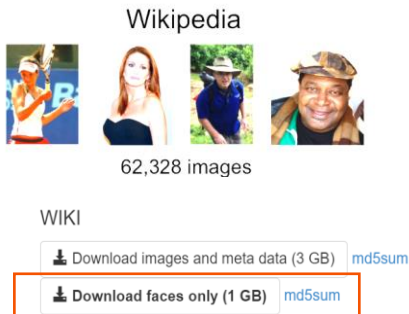 Wikipedia
62,328 images
WIKI
Download images and meta data (3 GB) md5sum
Download faces only (1 GB) md5sum